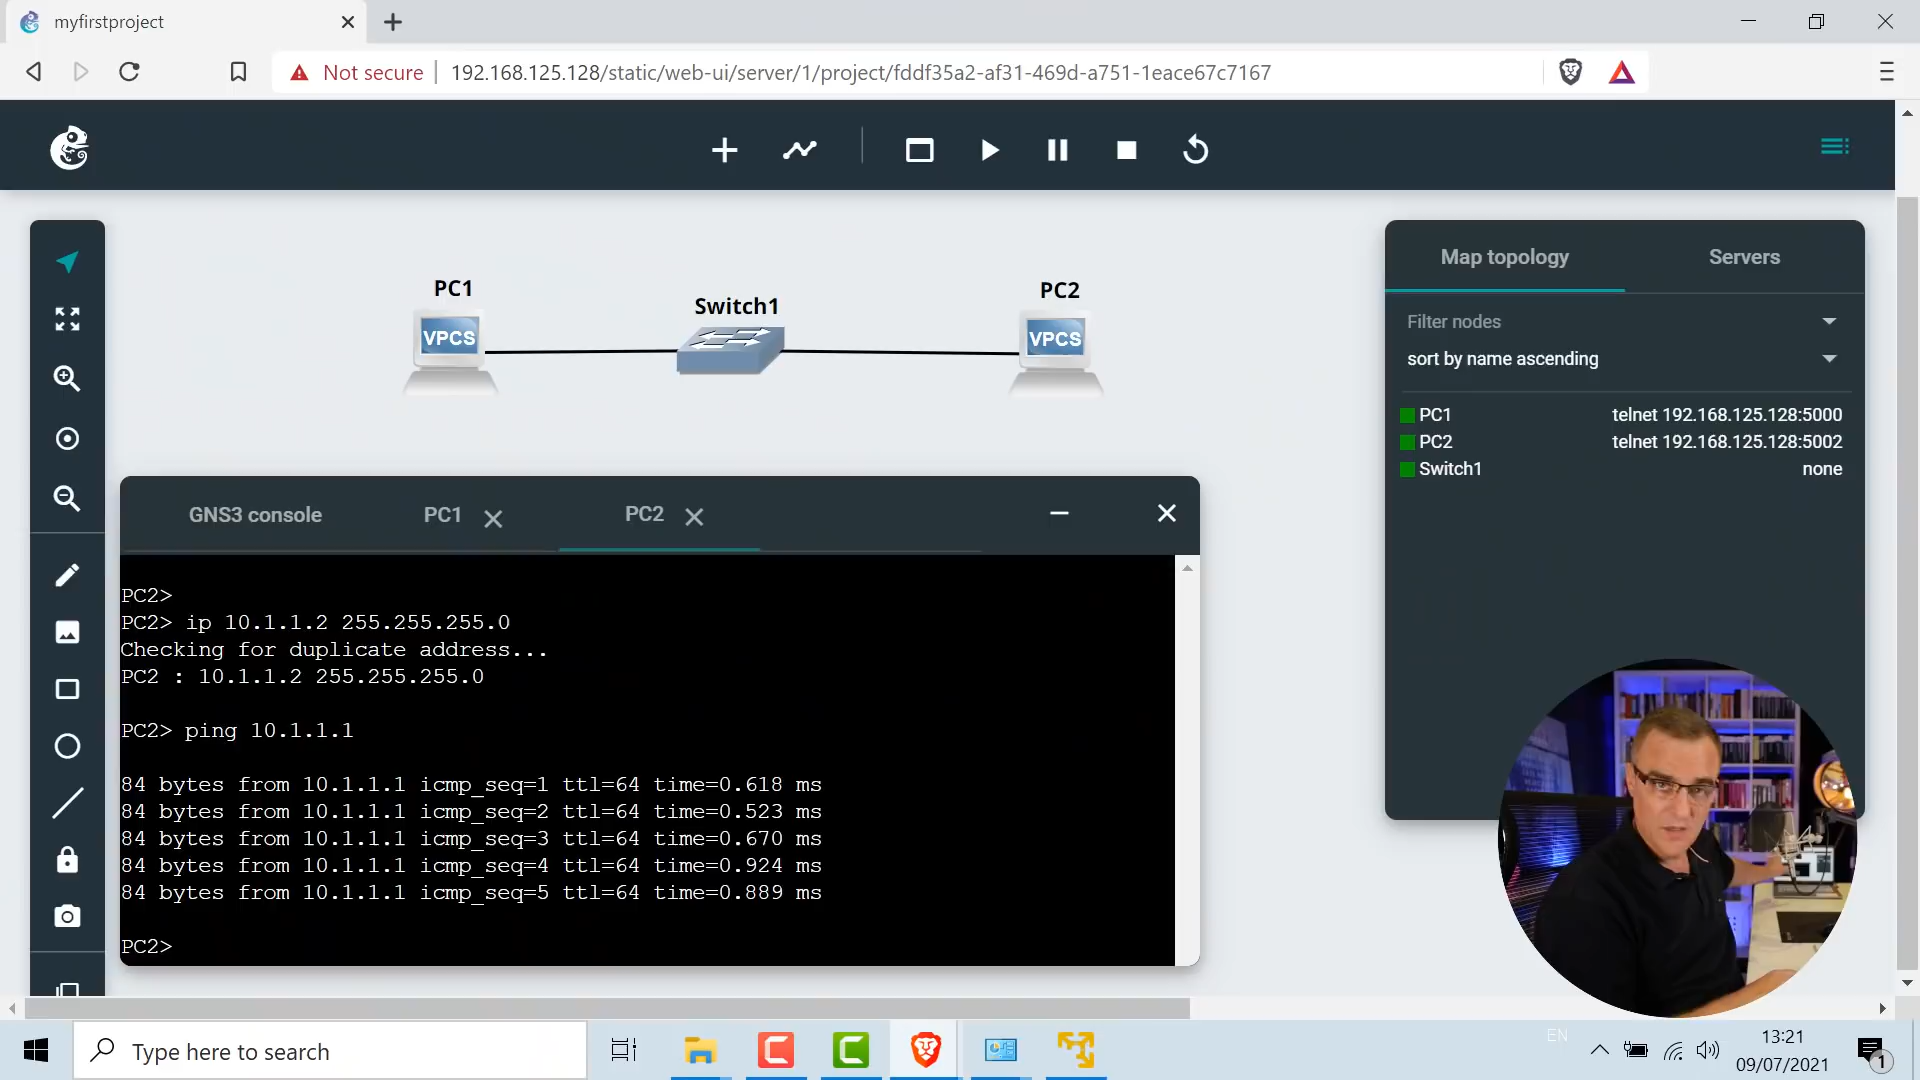 myfirstproject
Not secure
192.168.125.128/static/web-ui/server/1/project/fddf35a2-af31-469d-a751-1eace67c7167
PC1
Switch1
PC2
VPCS
VPCS
Map topology
Servers
Filter nodes
sort by name ascending
PC1 telnet 192.168.125.128:5000
PC2 telnet 192.168.125.128:5002
Switch1 none
GNS3 console
PC1
PC2
PC2>
PC2> ip 10.1.1.2 255.255.255.0
Checking for duplicate address...
PC2 : 10.1.1.2 255.255.255.0
PC2> ping 10.1.1.1
84 bytes from 10.1.1.1 icmp_seq=1 ttl=64 time=0.618 ms
84 bytes from 10.1.1.1 icmp_seq=2 ttl=64 time=0.523 ms
84 bytes from 10.1.1.1 icmp_seq=3 ttl=64 time=0.670 ms
84 bytes from 10.1.1.1 icmp_seq=4 ttl=64 time=0.924 ms
84 bytes from 10.1.1.1 icmp_seq=5 ttl=64 time=0.889 ms
PC2>
Type here to search
EN
13:21
09/07/2021
1